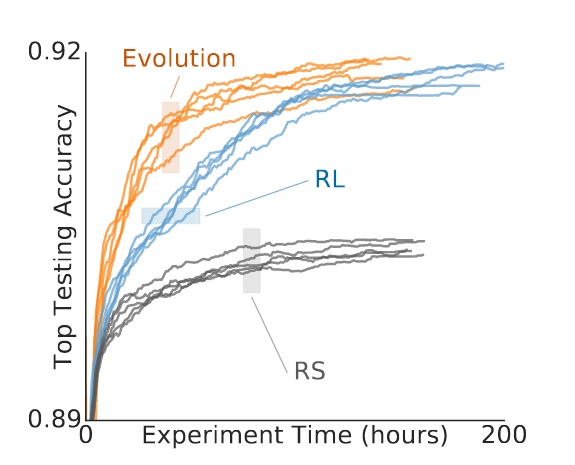 0.92
Evolution
Top Testing Accuracy
RL
RS
0.89
0
Experiment Time (hours)
200